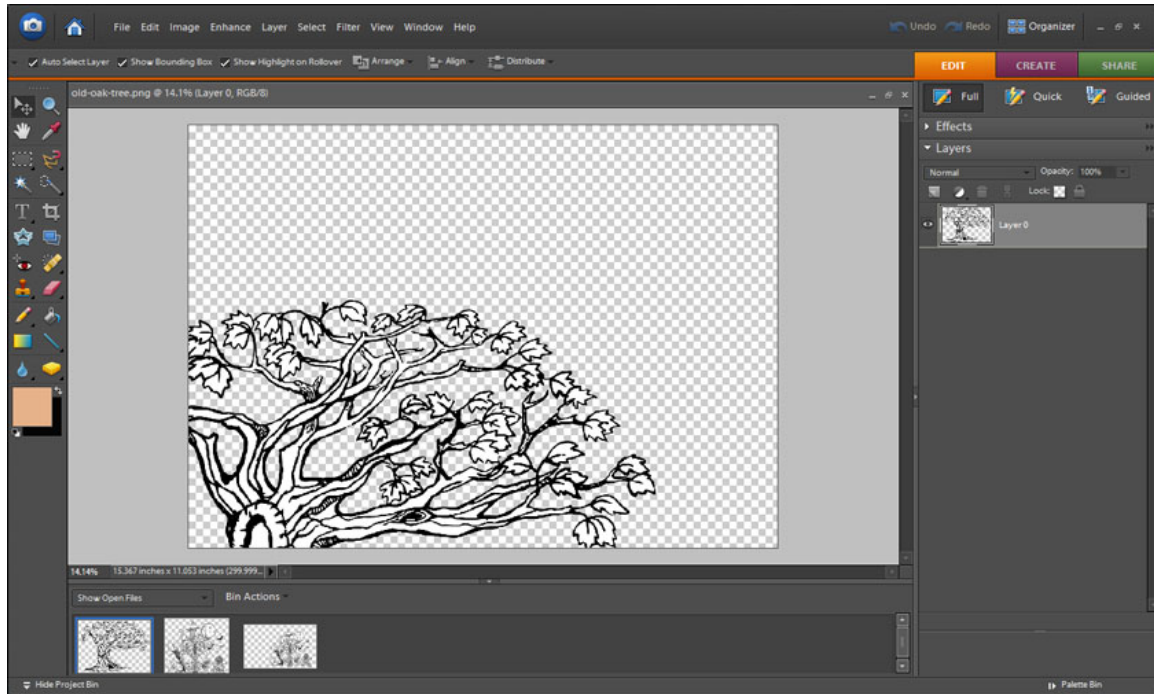 File Edit Image Enhance Layer Select Filter View Window Help Undo Redo Organizer
Auto Select Layer Show Bounding Box Show Highlight on Rollover Arrange Align Distribute EDIT CREATE SHARE
old-oak-tree.png @ 14.1% (Layer 0, RGB/8) Full Quick Guided
Effects
Layers
Normal Opacity: 100%
Lock:
Layer 0
14.14% 15.367 inches x 11.053 inches (299.999...
Show Open Files Bin Actions
Hide Project Bin Palette Bin